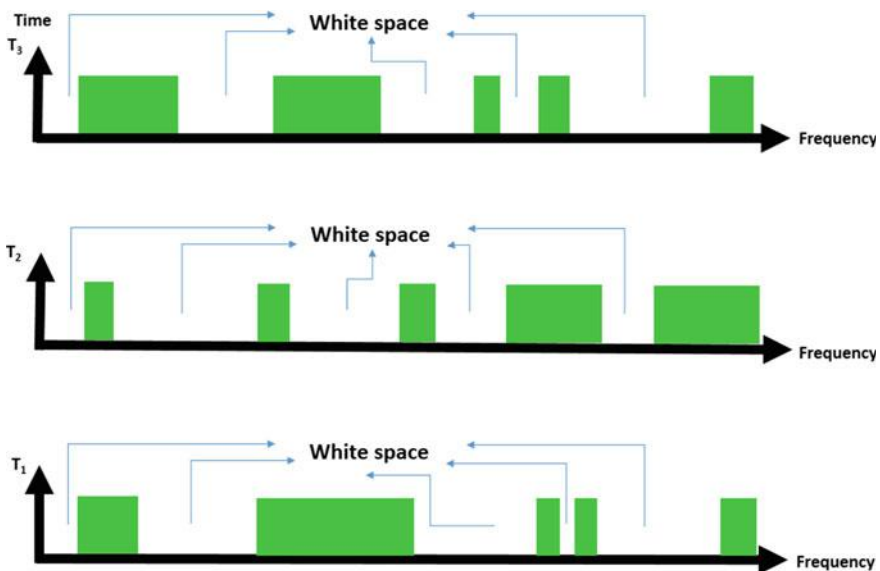 Time
White space
T3
Frequency
White space
T2
Frequency
White space
T1
Frequency